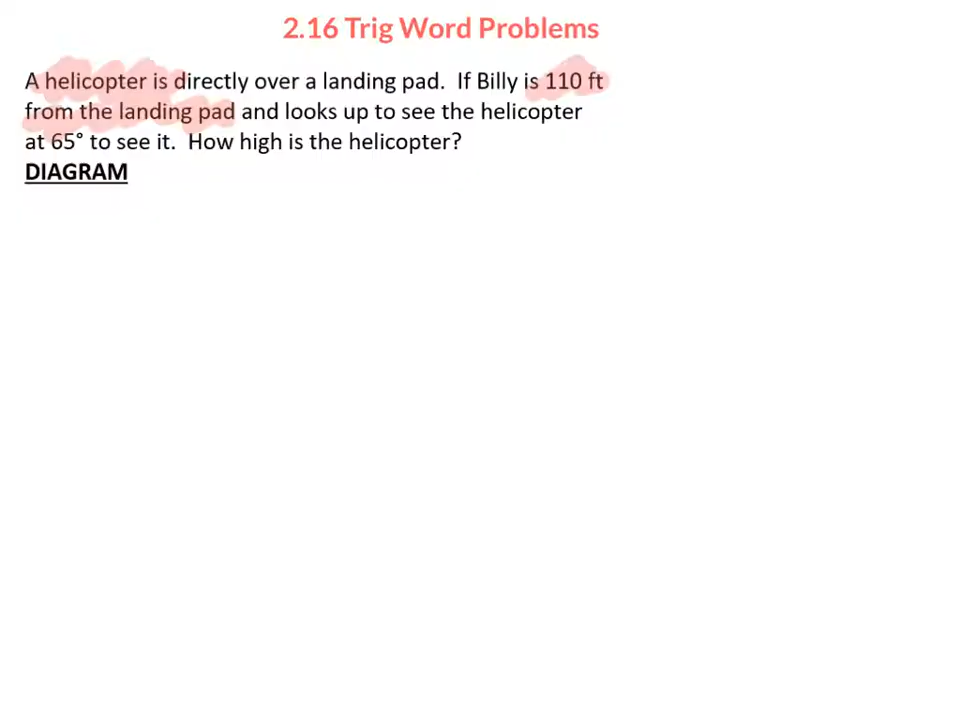 2.16 Trig Word Problems
A helicopter is directly over a landing pad.  If Billy is 110 ft
from the landing pad and looks up to see the helicopter
at 65° to see it.  How high is the helicopter?
DIAGRAM